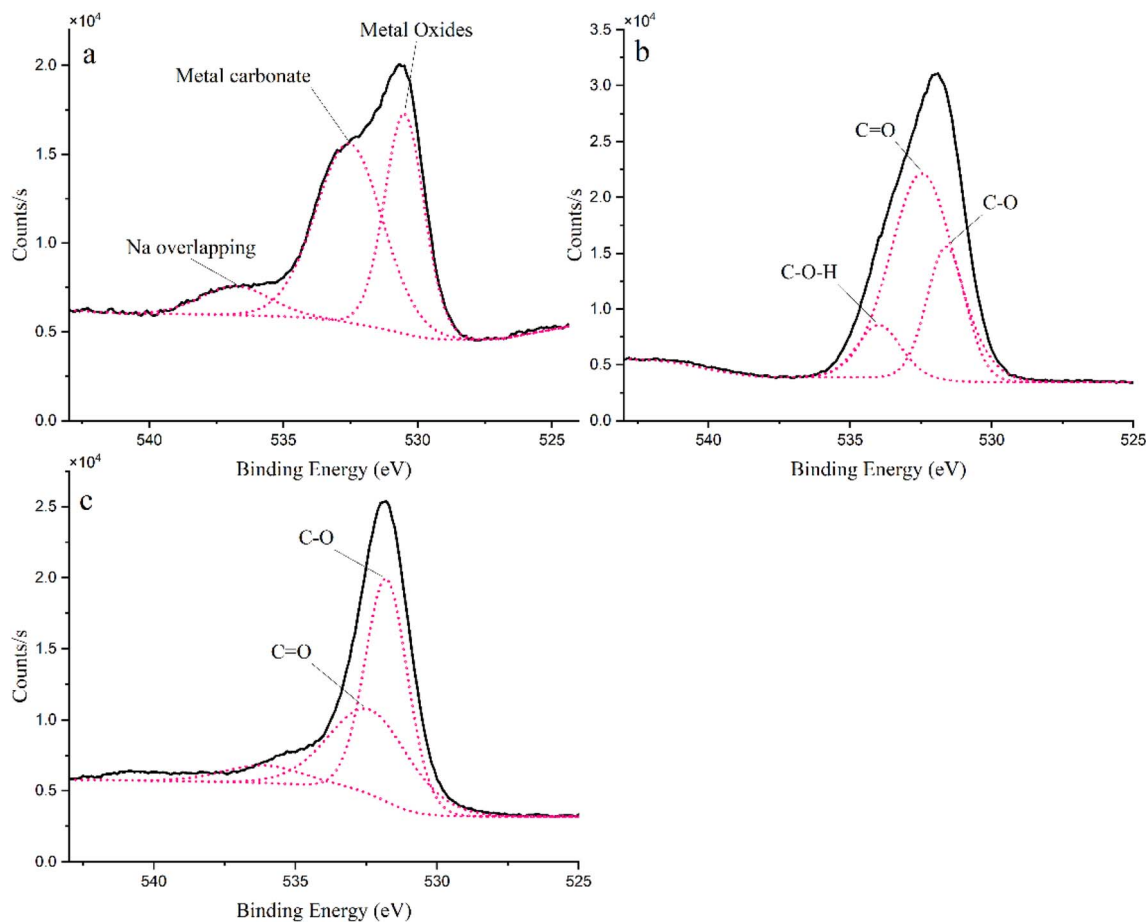 ×10⁴
a
Metal Oxides
Metal carbonate
Na overlapping
2.0
1.5
1.0
0.5
0.0
Counts/s
540
535
530
525
Binding Energy (eV)
×10⁴
b
C=O
C-O
C-O-H
3.5
3.0
2.5
2.0
1.5
1.0
0.5
0.0
Counts/s
540
535
530
525
Binding Energy (eV)
×10⁴
c
C-O
C=O
2.5
2.0
1.5
1.0
0.5
0.0
Counts/s
540
535
530
525
Binding Energy (eV)